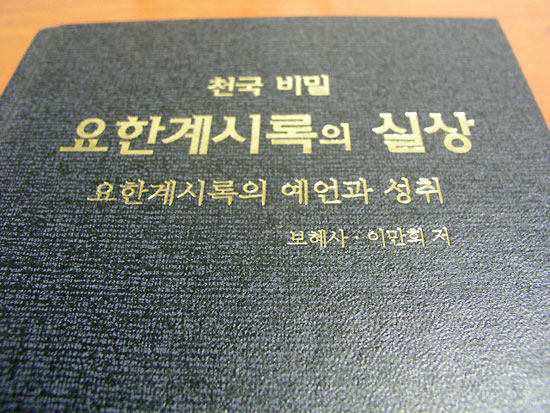 천국 비밀
요한계시록의 실상
요한계시록의 예언과 성취
보혜사·이만희 저